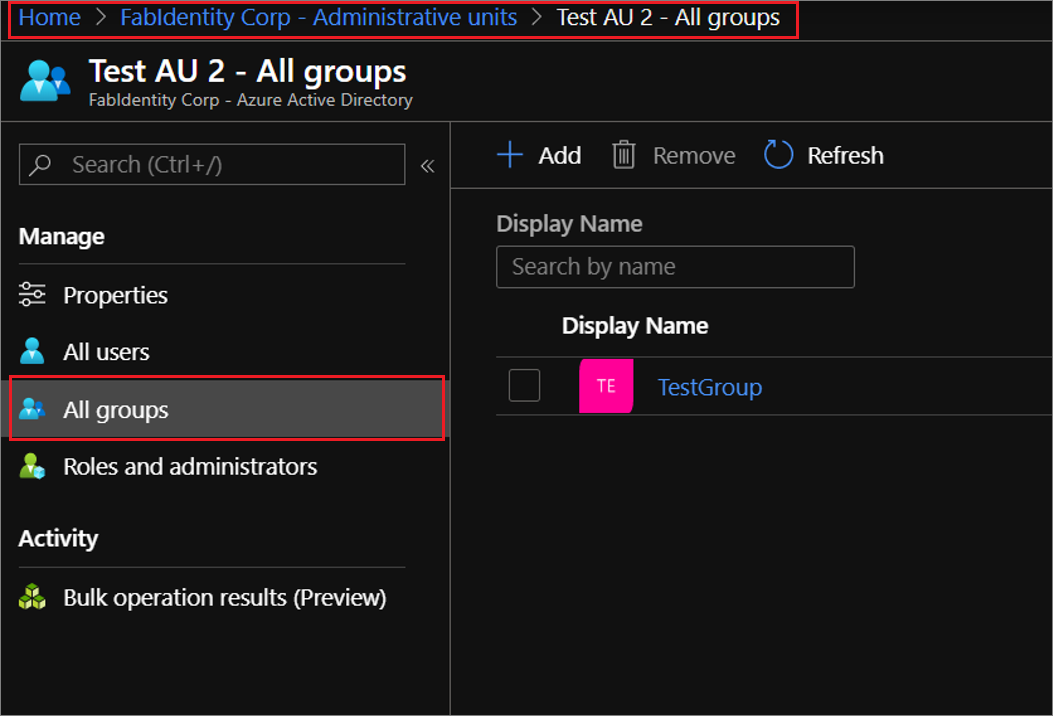 Home > FabIdentity Corp - Administrative units > Test AU 2 - All groups
Test AU 2 - All groups
FabIdentity Corp - Azure Active Directory
Search (Ctrl+/)
«
Manage
Properties
All users
All groups
Roles and administrators
Activity
Bulk operation results (Preview)
Add Remove Refresh
Display Name
Search by name
Display Name
TE TestGroup